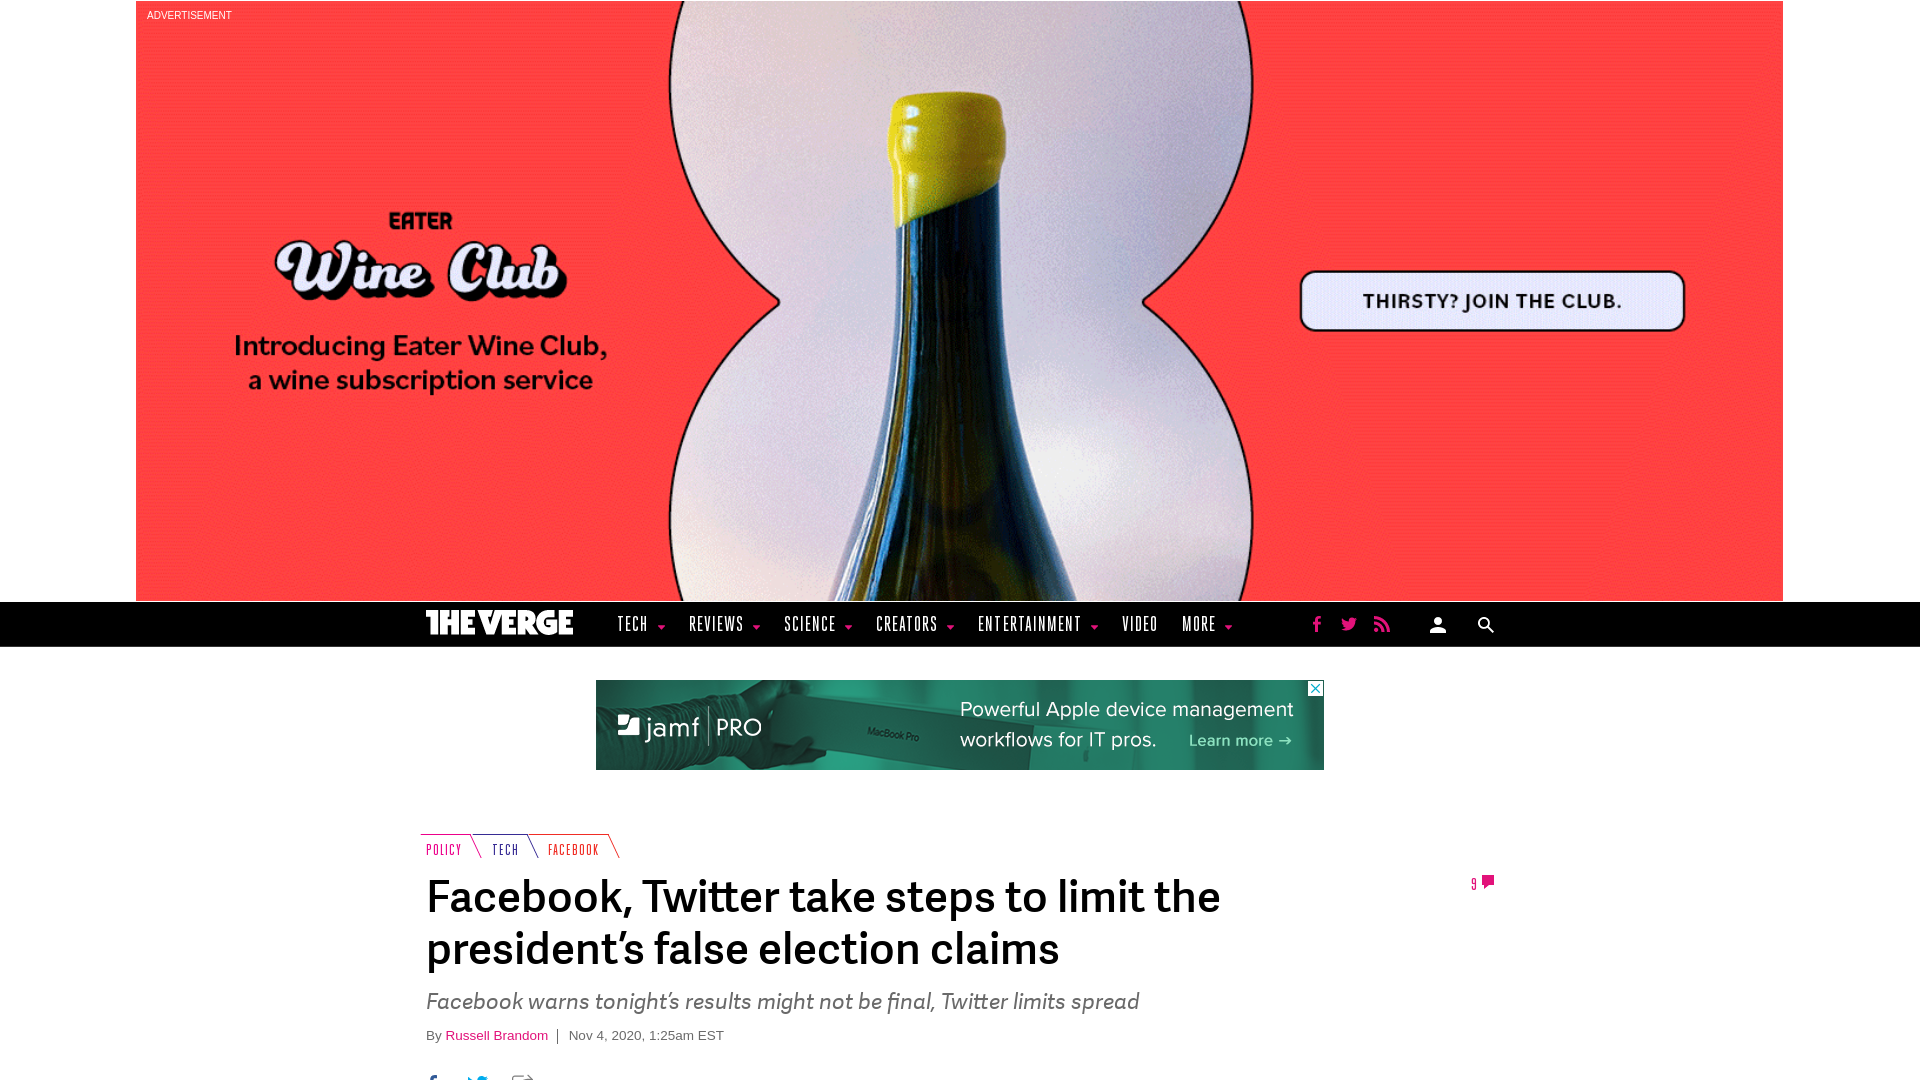 ADVERTISEMENT
EATER
Wine Club
Introducing Eater Wine Club,
a wine subscription service
THIRSTY? JOIN THE CLUB.
THE VERGE
TECH REVIEWS SCIENCE CREATORS ENTERTAINMENT VIDEO MORE
jamf PRO
MacBook Pro
Powerful Apple device management
workflows for IT pros. Learn more →
POLICY TECH FACEBOOK
Facebook, Twitter take steps to limit the
president’s false election claims
9
Facebook warns tonight’s results might not be final, Twitter limits spread
By Russell Brandom | Nov 4, 2020, 1:25am EST